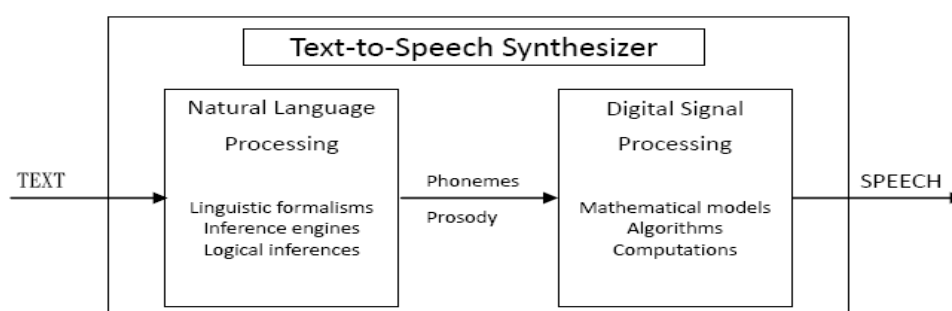 Text-to-Speech Synthesizer
Natural Language
Processing
Linguistic formalisms
Inference engines
Logical inferences
Digital Signal
Processing
Mathematical models
Algorithms
Computations
TEXT
Phonemes
Prosody
SPEECH